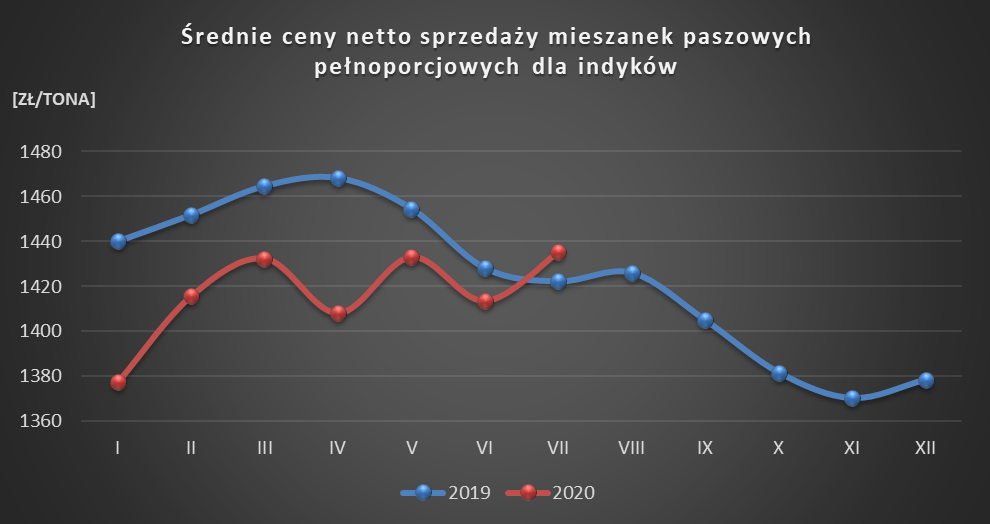 Średnie ceny netto sprzedaży mieszanek paszowych
pełnoporcjowych dla indyków
[ZŁ/TONA]
1480
1460
1440
1420
1400
1380
1360
I II III IV V VI VII VIII IX X XI XII
2019 2020